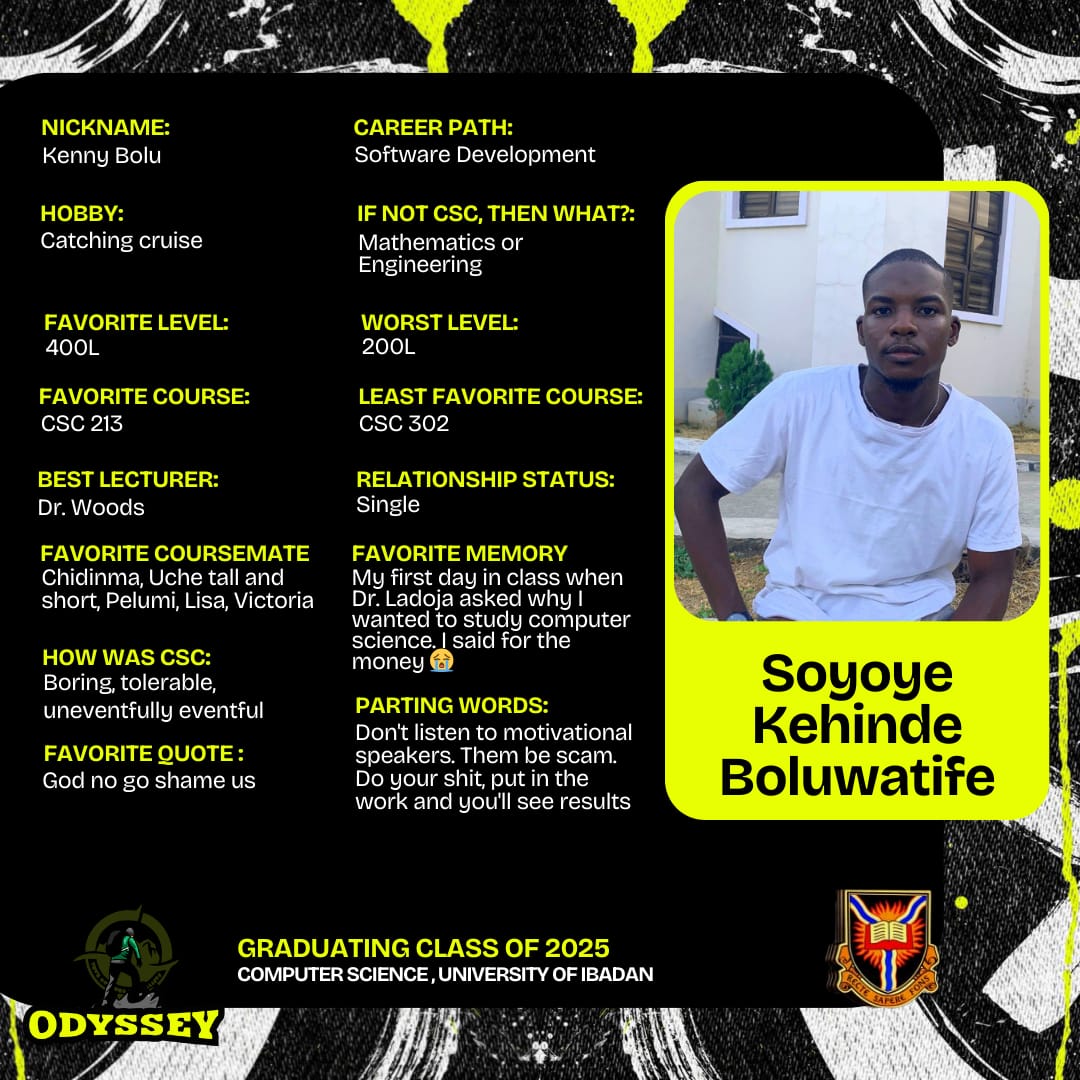 NICKNAME:
Kenny Bolu
CAREER PATH:
Software Development
HOBBY:
Catching cruise
IF NOT CSC, THEN WHAT?:
Mathematics or
Engineering
FAVORITE LEVEL:
400L
WORST LEVEL:
200L
FAVORITE COURSE:
CSC 213
LEAST FAVORITE COURSE:
CSC 302
BEST LECTURER:
Dr. Woods
RELATIONSHIP STATUS:
Single
FAVORITE COURSEMATE
Chidinma, Uche tall and
short, Pelumi, Lisa, Victoria
FAVORITE MEMORY
My first day in class when
Dr. Ladoja asked why I
wanted to study computer
science. I said for the
money 😭
HOW WAS CSC:
Boring, tolerable,
uneventfully eventful
FAVORITE QUOTE :
God no go shame us
PARTING WORDS:
Don't listen to motivational
speakers. Them be scam.
Do your shit, put in the
work and you'll see results
Soyoye
Kehinde
Boluwatife
GRADUATING CLASS OF 2025
COMPUTER SCIENCE , UNIVERSITY OF IBADAN
ODYSSEY
RECTE SAPERE FONS